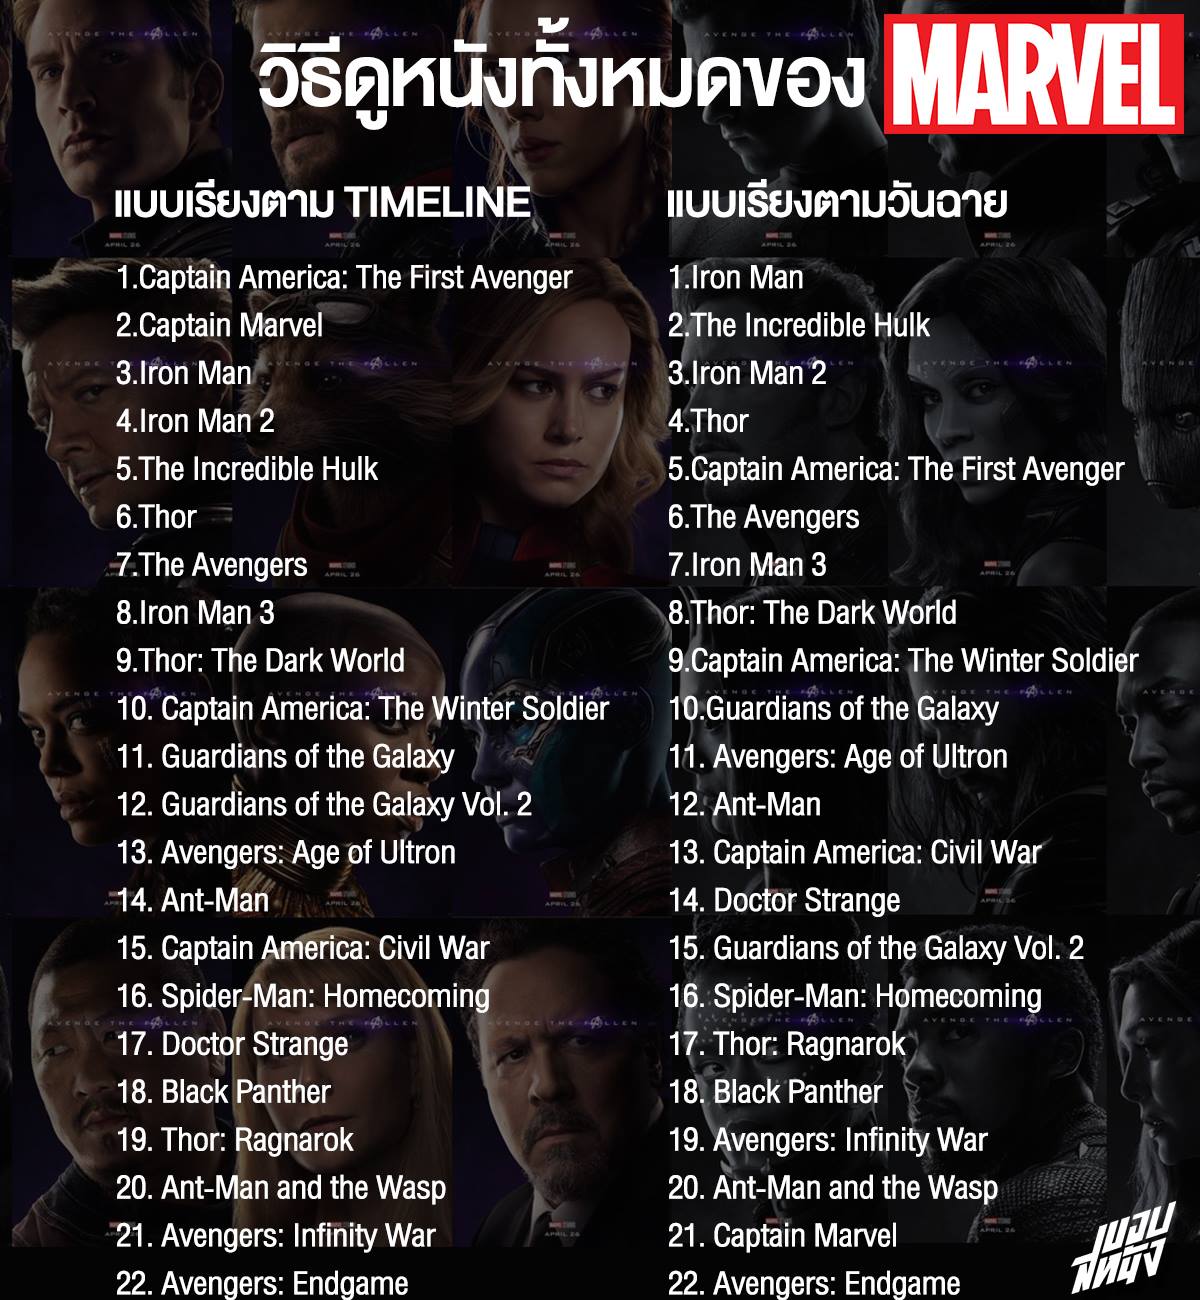 วิธีดูหนังทั้งหมดของ MARVEL
แบบเรียงตาม TIMELINE
1.Captain America: The First Avenger
2.Captain Marvel
3.Iron Man
4.Iron Man 2
5.The Incredible Hulk
6.Thor
7.The Avengers
8.Iron Man 3
9.Thor: The Dark World
10. Captain America: The Winter Soldier
11. Guardians of the Galaxy
12. Guardians of the Galaxy Vol. 2
13. Avengers: Age of Ultron
14. Ant-Man
15. Captain America: Civil War
16. Spider-Man: Homecoming
17. Doctor Strange
18. Black Panther
19. Thor: Ragnarok
20. Ant-Man and the Wasp
21. Avengers: Infinity War
22. Avengers: Endgame
แบบเรียงตามวันฉาย
1.Iron Man
2.The Incredible Hulk
3.Iron Man 2
4.Thor
5.Captain America: The First Avenger
6.The Avengers
7.Iron Man 3
8.Thor: The Dark World
9.Captain America: The Winter Soldier
10.Guardians of the Galaxy
11. Avengers: Age of Ultron
12. Ant-Man
13. Captain America: Civil War
14. Doctor Strange
15. Guardians of the Galaxy Vol. 2
16. Spider-Man: Homecoming
17. Thor: Ragnarok
18. Black Panther
19. Avengers: Infinity War
20. Ant-Man and the Wasp
21. Captain Marvel
22. Avengers: Endgame